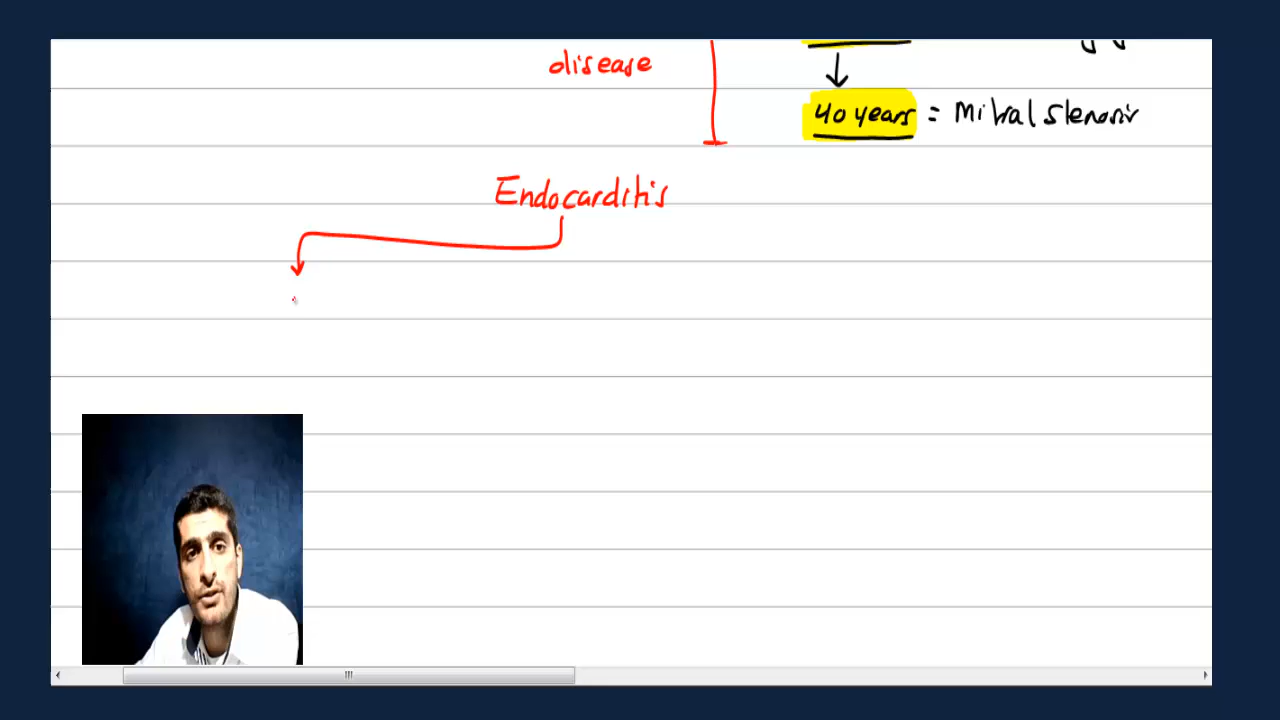 disease
40 years = Mitral stenosis
Endocarditis